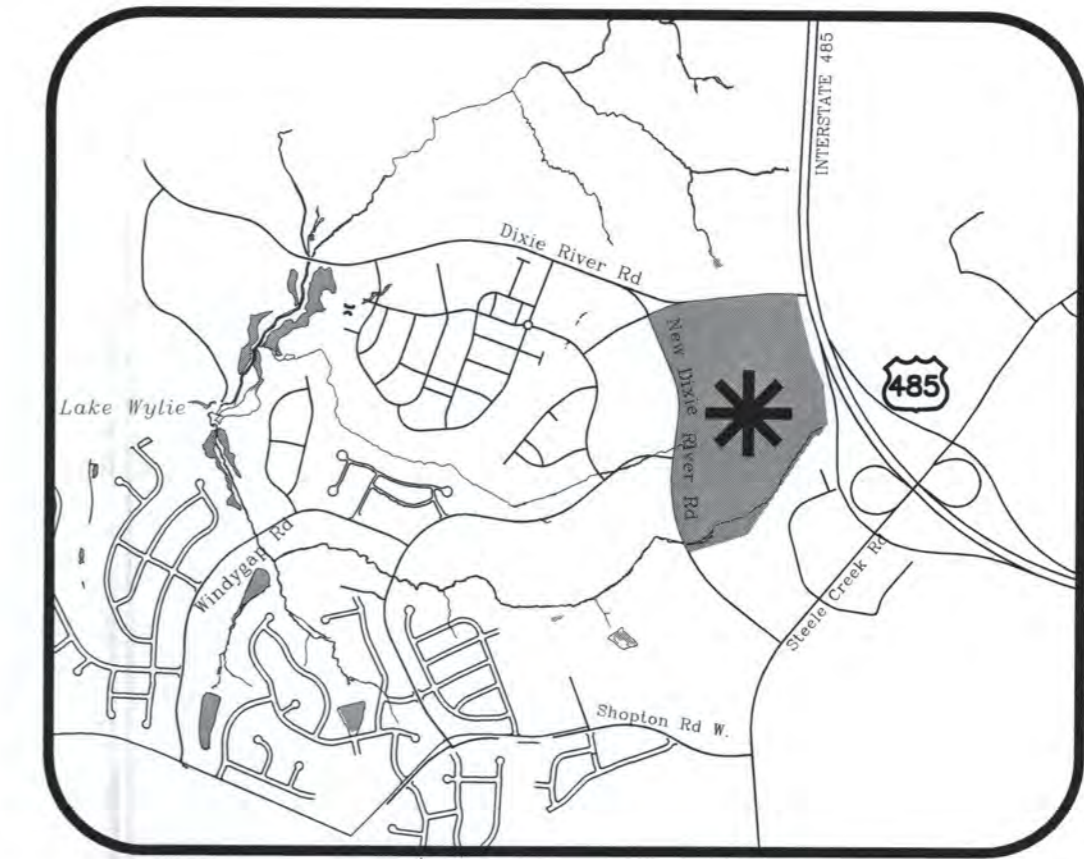 INTERSTATE 485
Dixie River Rd
New Dixie River Rd
485
Lake Wylie
Windygap Rd
Steele Creek Rd
Shopton Rd W.